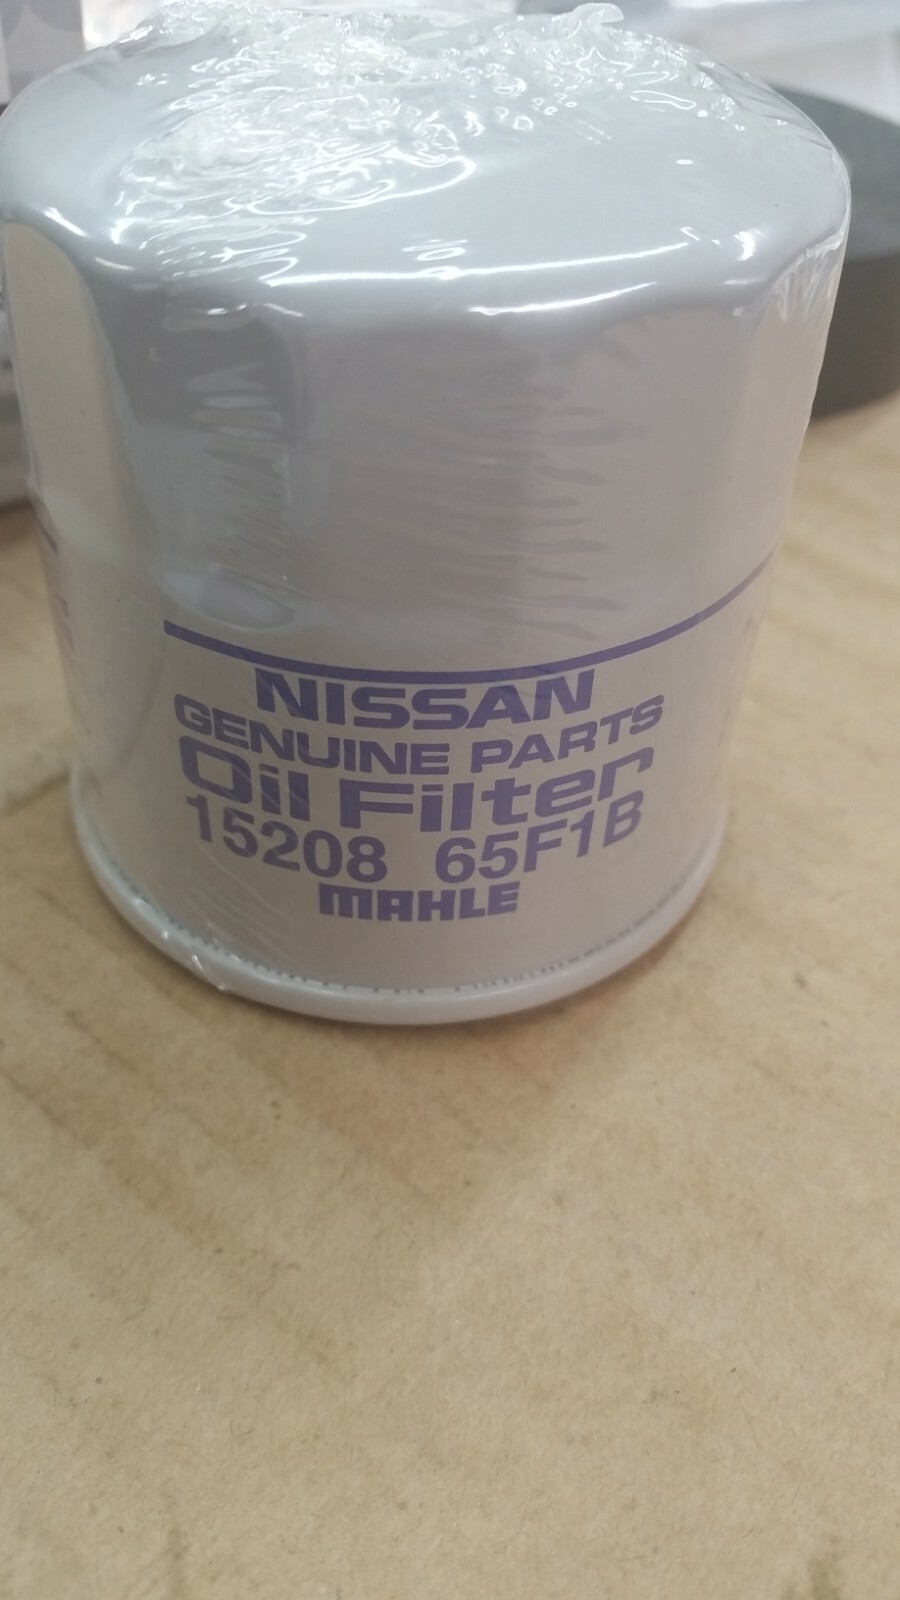 NISSAN
GENUINE PARTS
Oil Filter
15208 65F1B
MAHLE